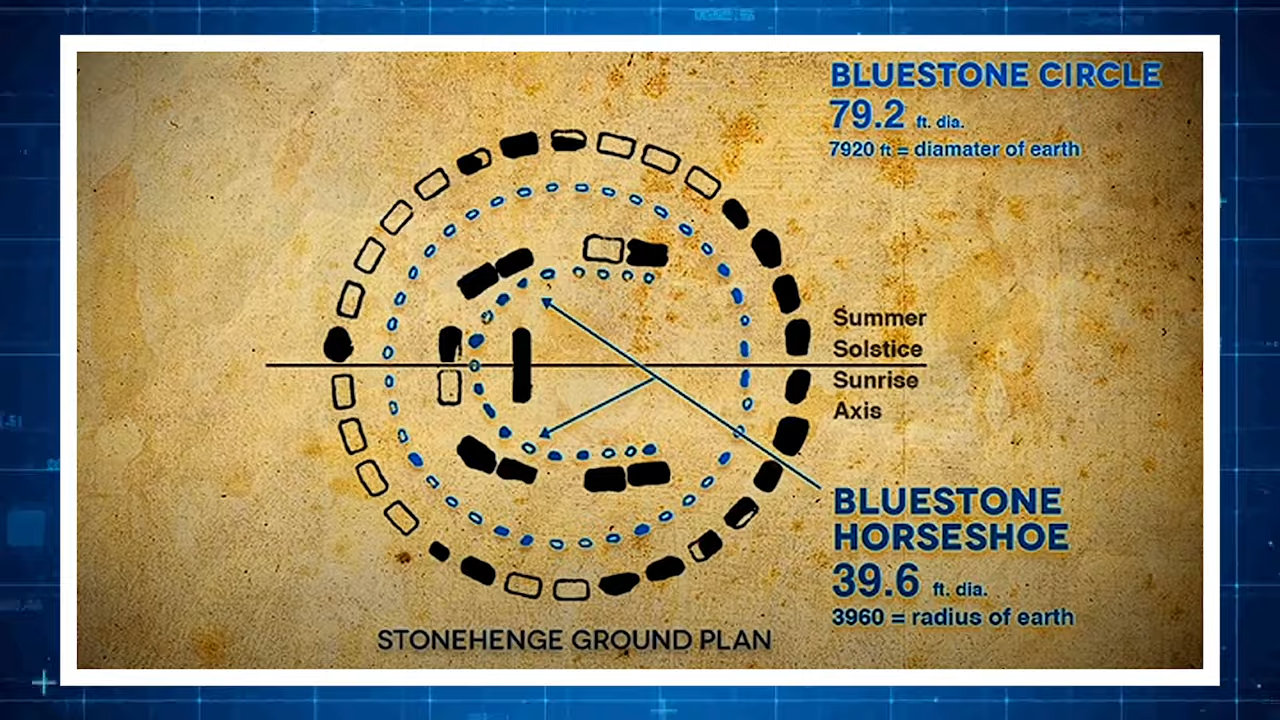 BLUESTONE CIRCLE
79.2 ft. dia.
7920 ft = diamater of earth
Summer
Solstice
Sunrise
Axis
BLUESTONE
HORSESHOE
39.6 ft. dia.
3960 = radius of earth
STONEHENGE GROUND PLAN